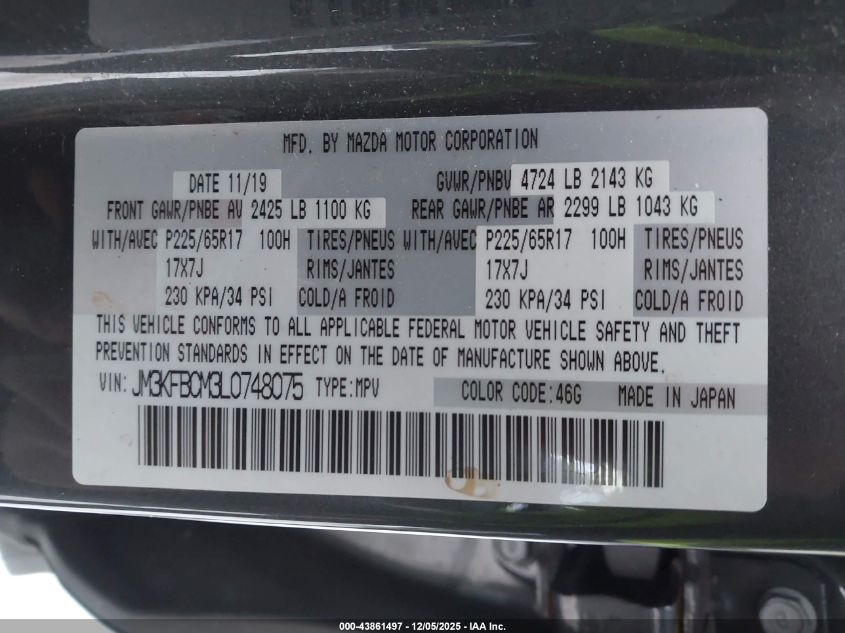 MFD. BY MAZDA MOTOR CORPORATION
DATE 11/19 GVWR/PNBV 4724 LB 2143 KG
FRONT GAWR/PNBE AV 2425 LB 1100 KG REAR GAWR/PNBE AR 2299 LB 1043 KG
WITH/AVEC P225/65R17 100H TIRES/PNEUS WITH/AVEC P225/65R17 100H TIRES/PNEUS
17X7J RIMS/JANTES 17X7J RIMS/JANTES
230 KPA/34 PSI COLD/A FROID 230 KPA/34 PSI COLD/A FROID
THIS VEHICLE CONFORMS TO ALL APPLICABLE FEDERAL MOTOR VEHICLE SAFETY AND THEFT
PREVENTION STANDARDS IN EFFECT ON THE DATE OF MANUFACTURE SHOWN ABOVE.
VIN: JM3KFBCM3L0748075 TYPE:MPV COLOR CODE:46G MADE IN JAPAN
000-43861497 - 12/05/2025 - IAA Inc.